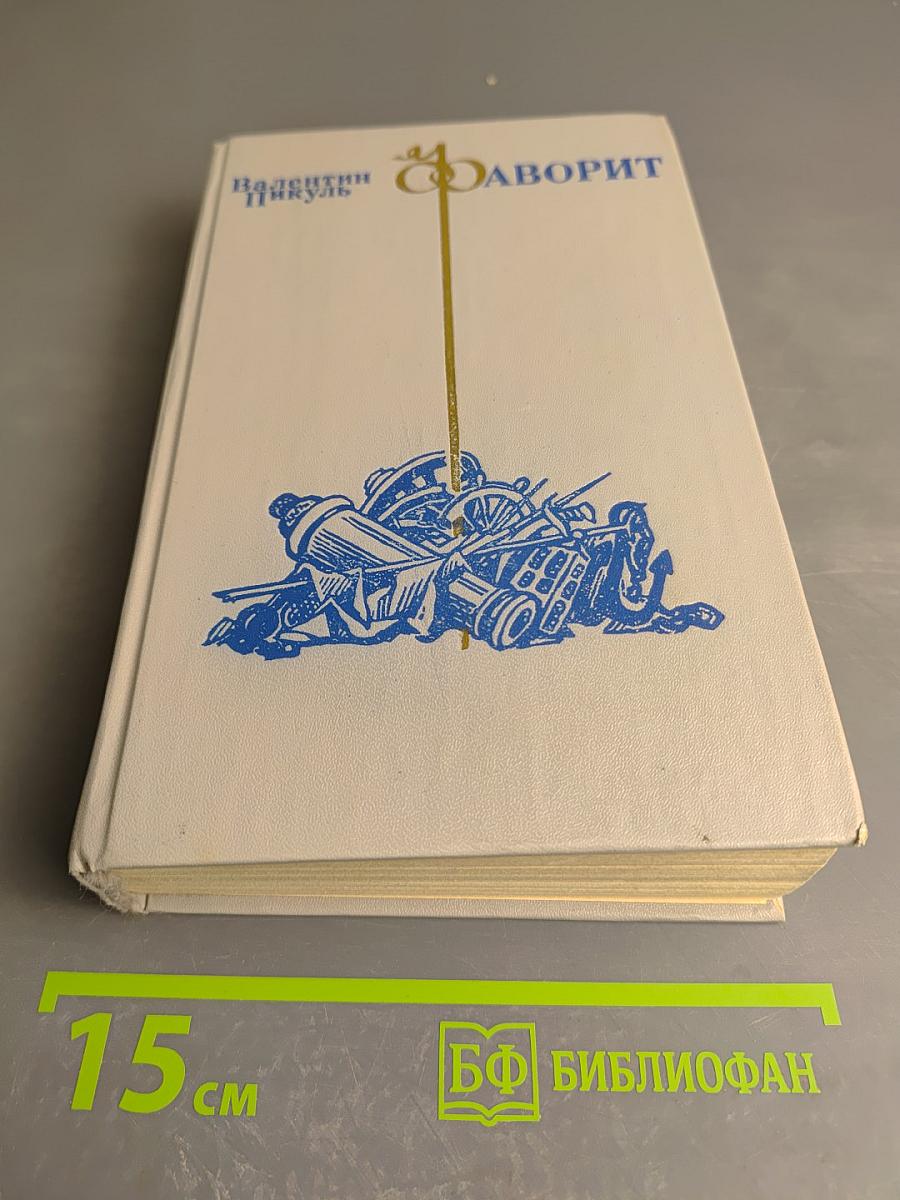 Валентин
Пикуль
ФАВОРИТ
15 см
БФ
БИБЛИОФАН